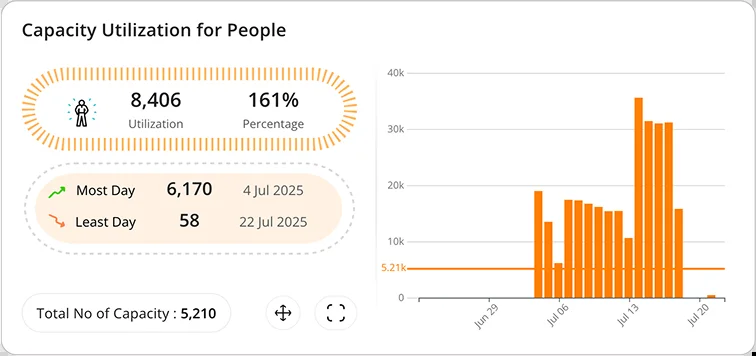 Capacity Utilization for People
8,406
Utilization
161%
Percentage
Most Day 6,170 4 Jul 2025
Least Day 58 22 Jul 2025
Total No of Capacity : 5,210
40k
30k
20k
10k
5.21k
0
Jun 29
Jul 06
Jul 13
Jul 20